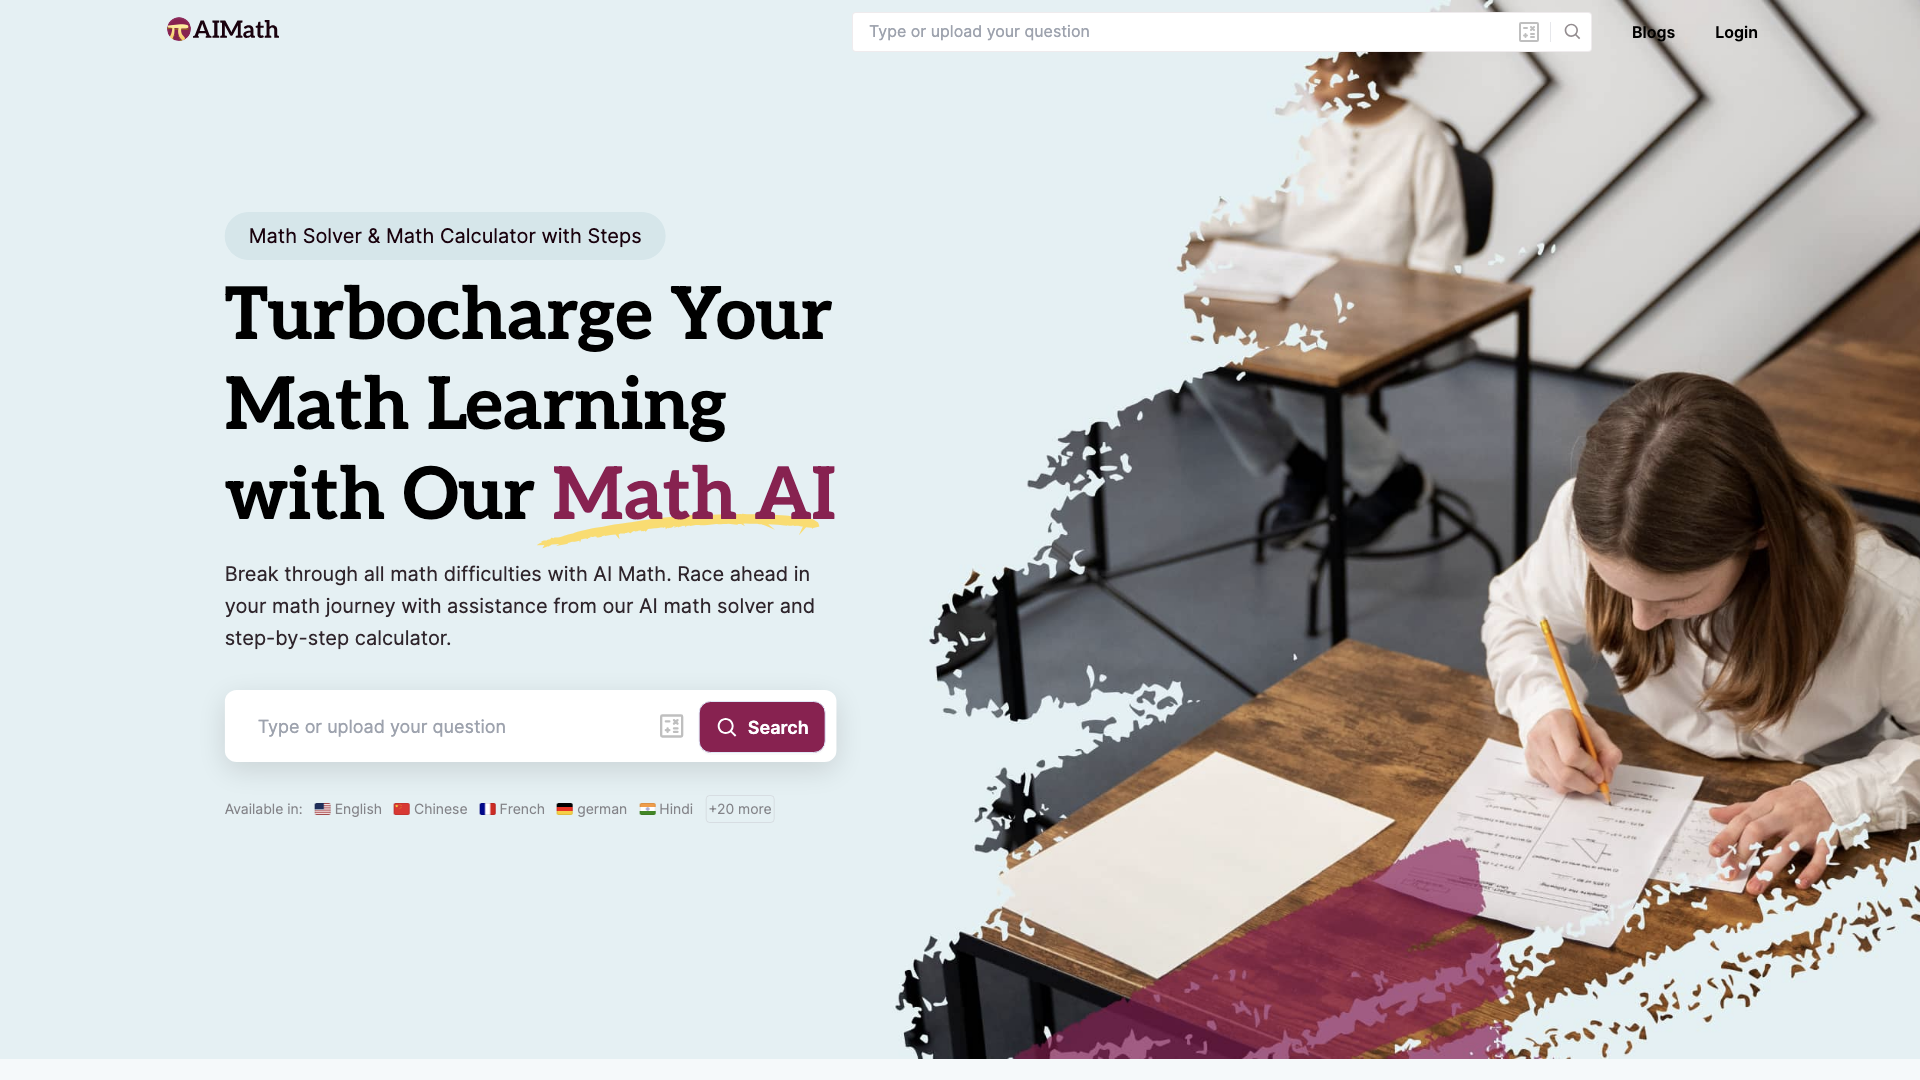 AIMath
Type or upload your question
Blogs
Login
Math Solver & Math Calculator with Steps
Turbocharge Your
Math Learning
with Our Math AI
Break through all math difficulties with AI Math. Race ahead in
your math journey with assistance from our AI math solver and
step-by-step calculator.
Type or upload your question
Search
Available in: English Chinese French german Hindi +20 more